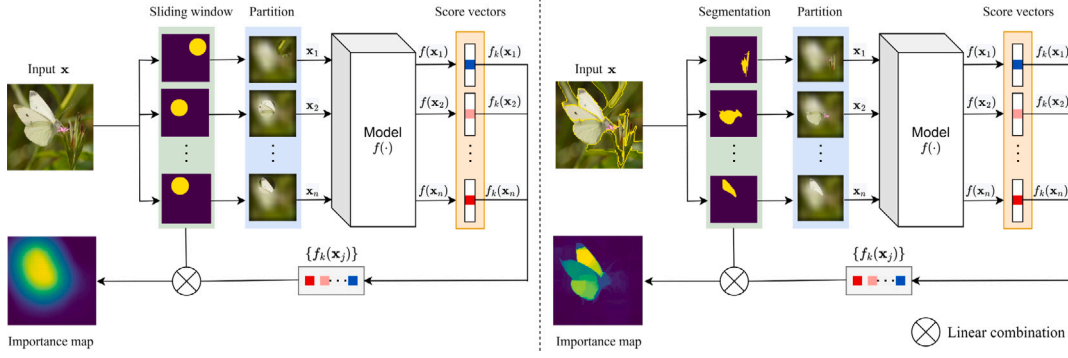 Sliding window
Partition
Score vectors
Input x
x₁
f(x₁)
fₖ(x₁)
x₂
f(x₂)
fₖ(x₂)
Model
f(·)
xₙ
f(xₙ)
fₖ(xₙ)
{fₖ(xⱼ)}
Importance map
Segmentation
Partition
Score vectors
Input x
x₁
f(x₁)
fₖ(x₁)
x₂
f(x₂)
fₖ(x₂)
Model
f(·)
xₙ
f(xₙ)
fₖ(xₙ)
{fₖ(xⱼ)}
Importance map
Linear combination